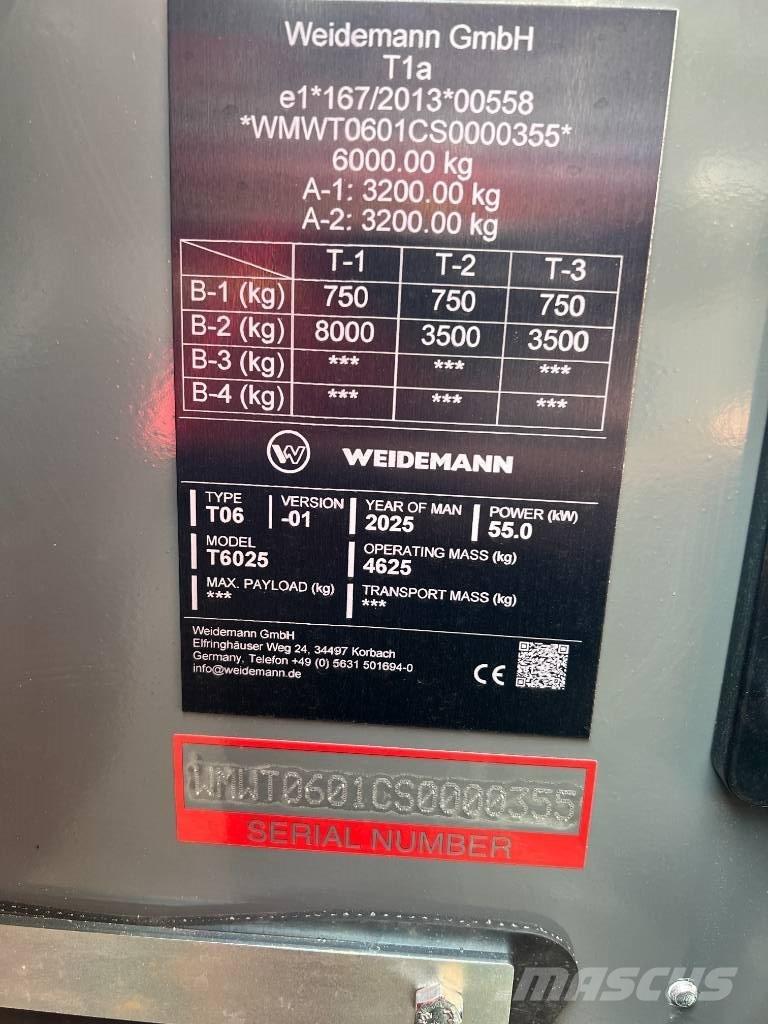 Weidemann GmbH
T1a
e1*167/2013*00558
*WMWT0601CS0000355*
6000.00 kg
A-1: 3200.00 kg
A-2: 3200.00 kg
T-1 T-2 T-3
B-1 (kg) 750 750 750
B-2 (kg) 8000 3500 3500
B-3 (kg) *** *** ***
B-4 (kg) *** *** ***
WEIDEMANN
TYPE VERSION YEAR OF MAN POWER (kW)
T06 -01 2025 55.0
MODEL OPERATING MASS (kg)
T6025 4625
MAX. PAYLOAD (kg) TRANSPORT MASS (kg)
*** ***
Weidemann GmbH
Elfringhäuser Weg 24, 34497 Korbach
Germany, Telefon +49 (0) 5631 501694-0
info@weidemann.de
CE
WMWT0601CS0000355
SERIAL NUMBER
MASCUS